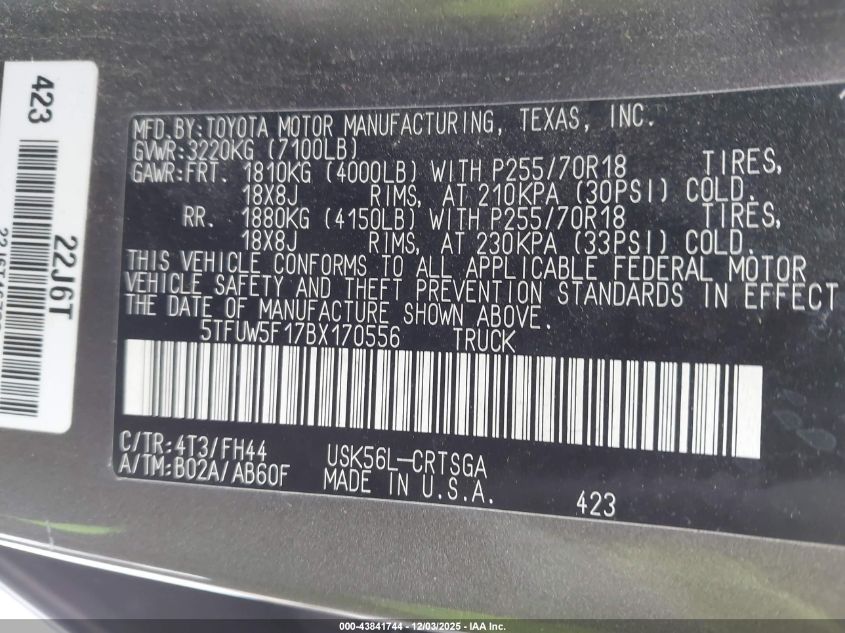 MFD.BY:TOYOTA MOTOR MANUFACTURING, TEXAS, INC.
GVWR:3220KG (7100LB)
GAWR:FRT. 1810KG (4000LB) WITH P255/70R18 TIRES,
18X8J RIMS, AT 210KPA (30PSI) COLD.
RR. 1880KG (4150LB) WITH P255/70R18 TIRES,
18X8J RIMS, AT 230KPA (33PSI) COLD.
THIS VEHICLE CONFORMS TO ALL APPLICABLE FEDERAL MOTOR
VEHICLE SAFETY AND THEFT PREVENTION STANDARDS IN EFFECT
THE DATE OF MANUFACTURE SHOWN ABOVE.
5TFUW5F17BX170556 TRUCK
C/TR:4T3/FH44
A/TM:B02A/AB60F
USK56L-CRTSGA
MADE IN U.S.A.
423
423
22J6T
000-43841744 - 12/03/2025 - IAA Inc.